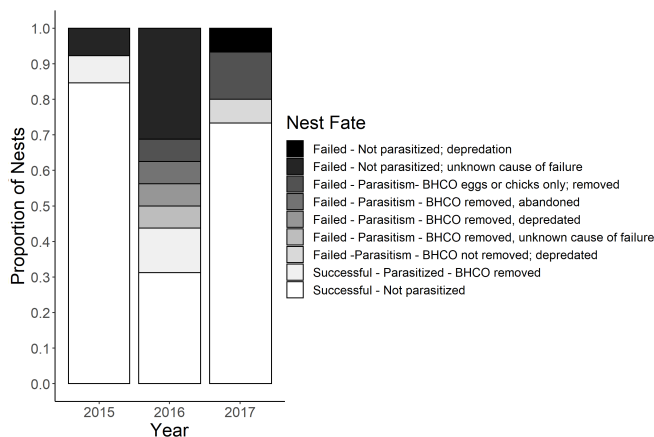 1.0
0.9
0.8
0.7
0.6
0.5
0.4
0.3
0.2
0.1
0.0
Proportion of Nests
2015 2016 2017
Year
Nest Fate
Failed - Not parasitized; depredation
Failed - Not parasitized; unknown cause of failure
Failed - Parasitism- BHCO eggs or chicks only; removed
Failed - Parasitism - BHCO removed, abandoned
Failed - Parasitism - BHCO removed, depredated
Failed - Parasitism - BHCO removed, unknown cause of failure
Failed -Parasitism - BHCO not removed; depredated
Successful - Parasitized - BHCO removed
Successful - Not parasitized